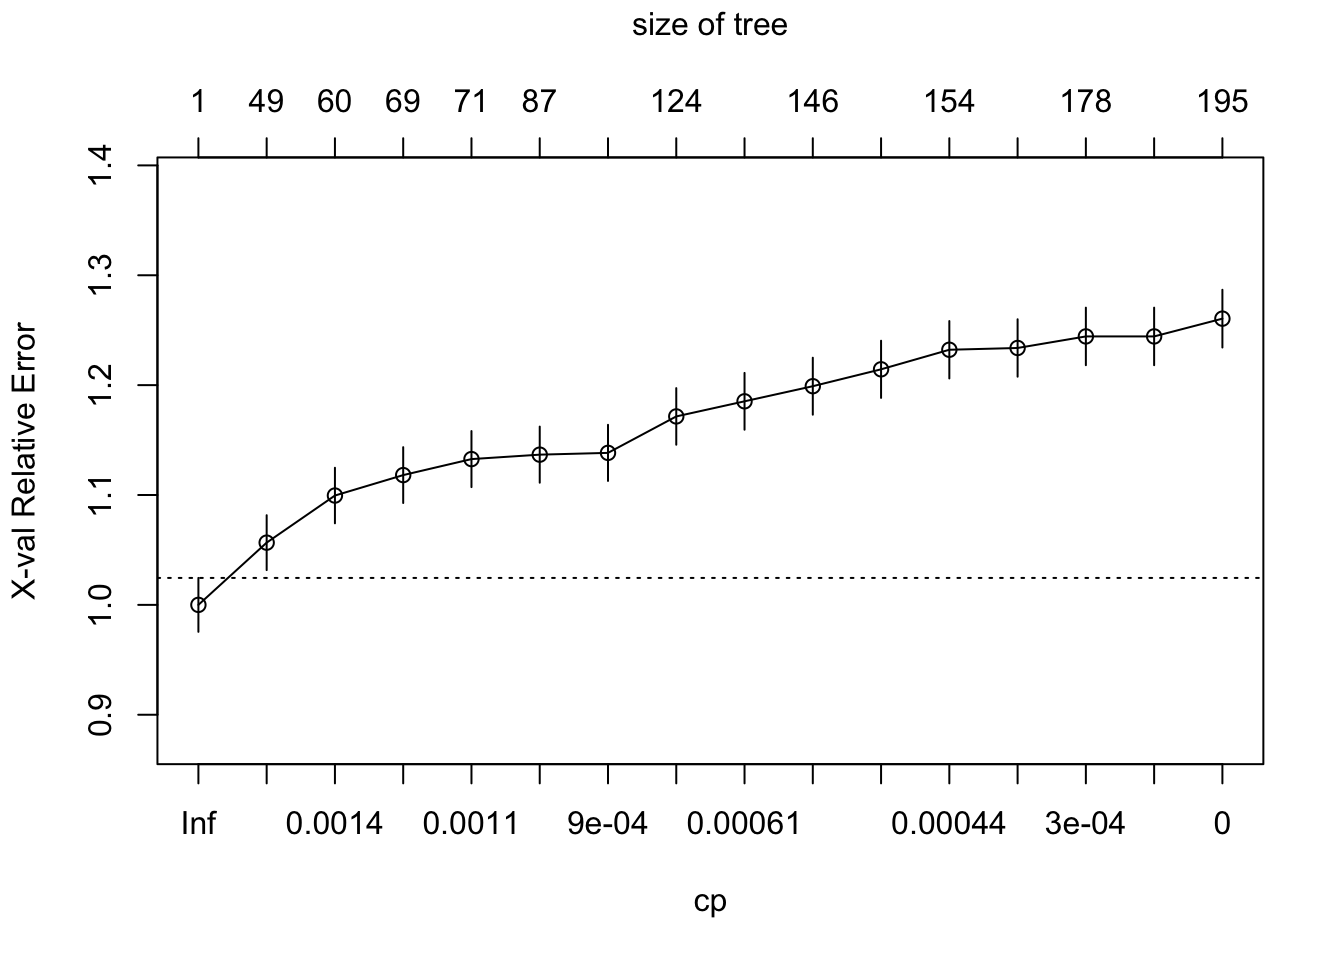 size of tree
1 49 60 69 71 87 124 146 154 178 195
1.4
1.3
1.2
1.1
1.0
0.9
X-val Relative Error
Inf 0.0014 0.0011 9e-04 0.00061 0.00044 3e-04 0
cp